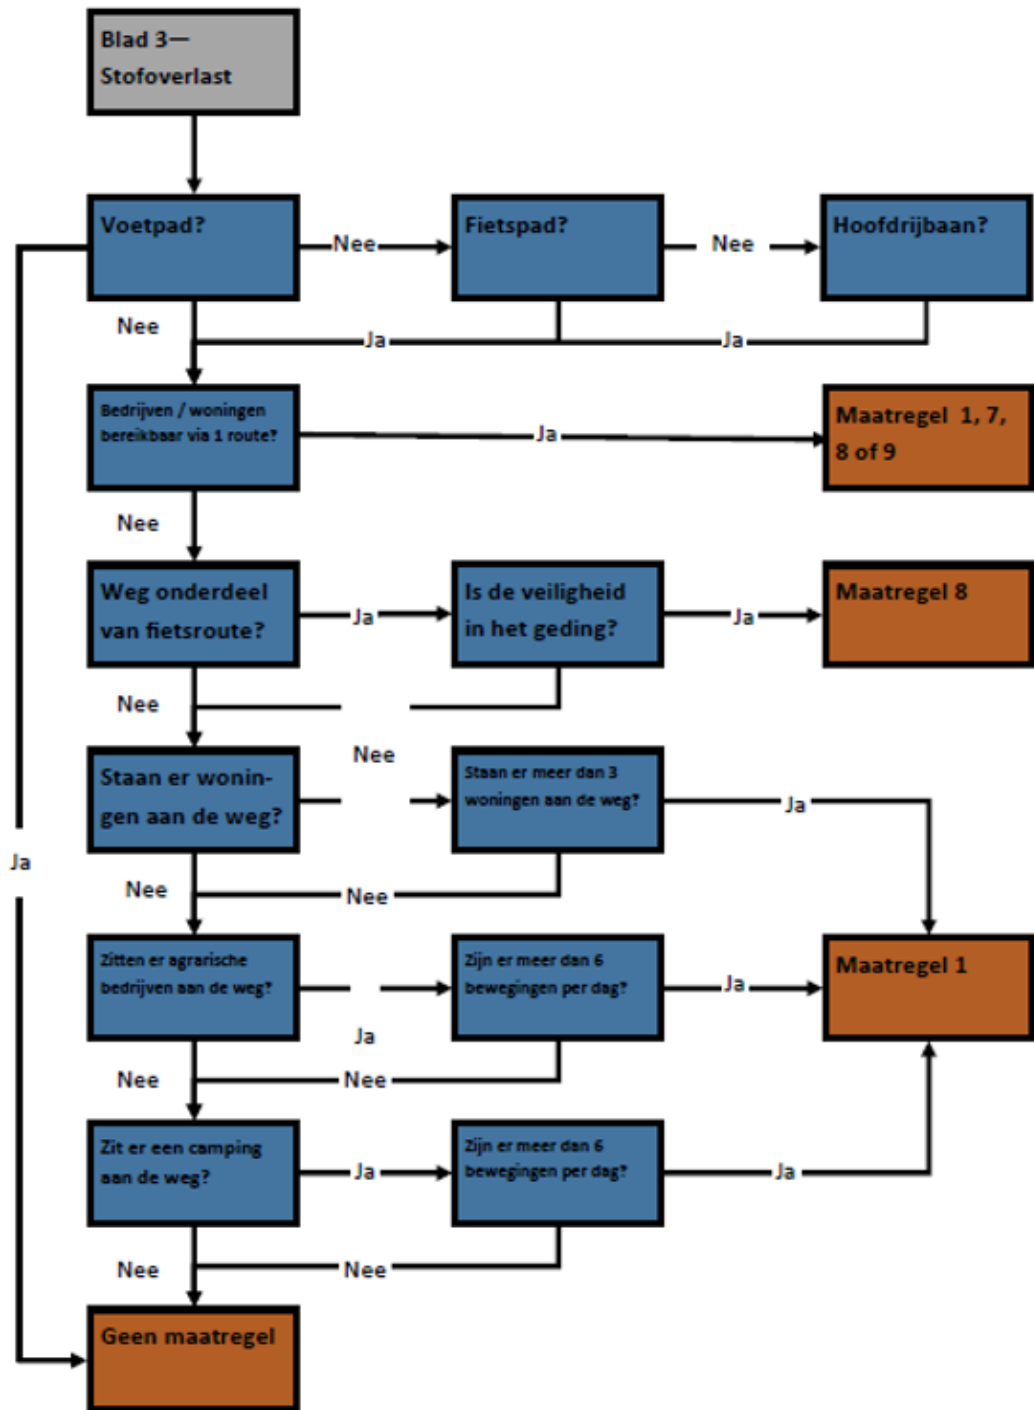 Blad 3—
Stofoverlast
Voetpad?
Nee
Fietspad?
Nee
Hoofdrijbaan?
Nee
Ja
Ja
Bedrijven / woningen
bereikbaar via 1 route?
Ja
Maatregel 1, 7,
8 of 9
Nee
Weg onderdeel
van fietsroute?
Ja
Is de veiligheid
in het geding?
Ja
Maatregel 8
Nee
Nee
Staan er wonin-
gen aan de weg?
Staan er meer dan 3
woningen aan de weg?
Ja
Ja
Nee
Nee
Zitten er agrarische
bedrijven aan de weg?
Ja
Zijn er meer dan 6
bewegingen per dag?
Ja
Maatregel 1
Nee
Nee
Zit er een camping
aan de weg?
Ja
Zijn er meer dan 6
bewegingen per dag?
Ja
Nee
Nee
Geen maatregel